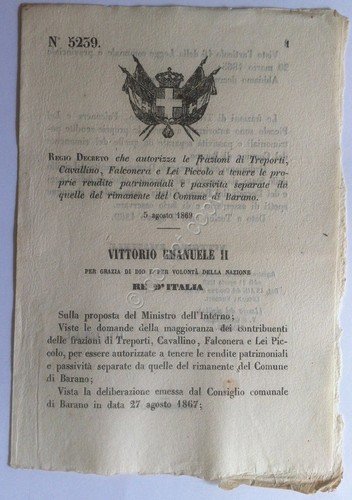 N° 5239.
1
REGIO DECRETO che autorizza le frazioni di Treporti,
Cavallino, Falconera e Lei Piccolo a tenere le pro-
prie rendite patrimoniali e passività separate da
quelle del rimanente del Comune di Barano.
5 agosto 1869
VITTORIO EMANUELE II
PER GRAZIA DI DIO E PER VOLONTÀ DELLA NAZIONE
RE D'ITALIA
Sulla proposta del Ministro dell'Interno;
Viste le domande della maggioranza dei contribuenti
delle frazioni di Treporti, Cavallino, Falconera e Lei Pic-
colo, per essere autorizzate a tenere le rendite patrimoniali
e passività separate da quelle del rimanente del Comune
di Barano;
Vista la deliberazione emessa dal Consiglio comunale
di Barano in data 27 agosto 1867;